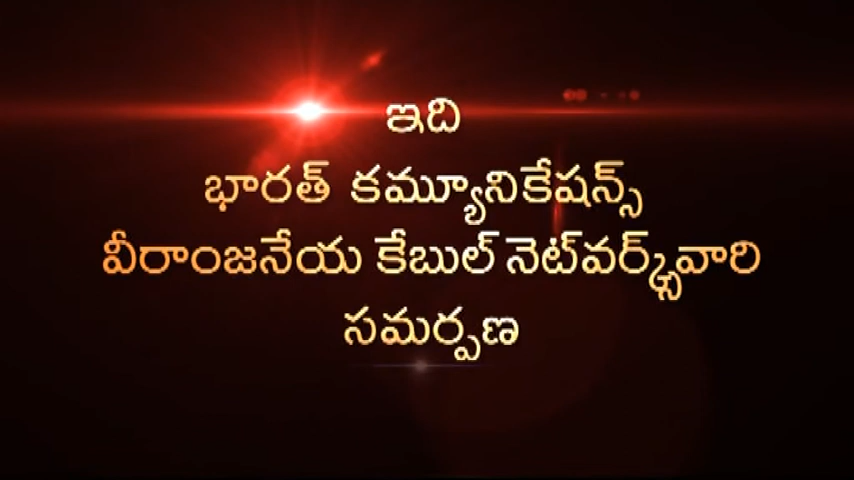 ఇది
భారత్ కమ్యూనికేషన్స్
వీరాంజనేయ కేబుల్ నెట్‌వర్క్స్‌వారి
సమర్పణ